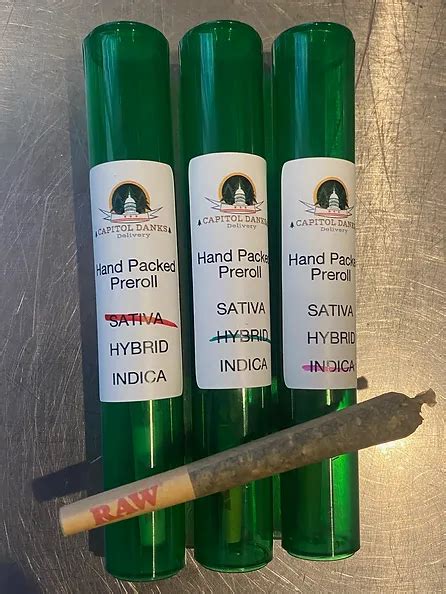 CAPITOL DANKS
Delivery
Hand Packed
Preroll
SATIVA
HYBRID
INDICA
CAPITOL DANKS
Delivery
Hand Packed
Preroll
SATIVA
HYBRID
INDICA
CAPITOL DANKS
Delivery
Hand Packed
Preroll
SATIVA
HYBRID
INDICA
RAW